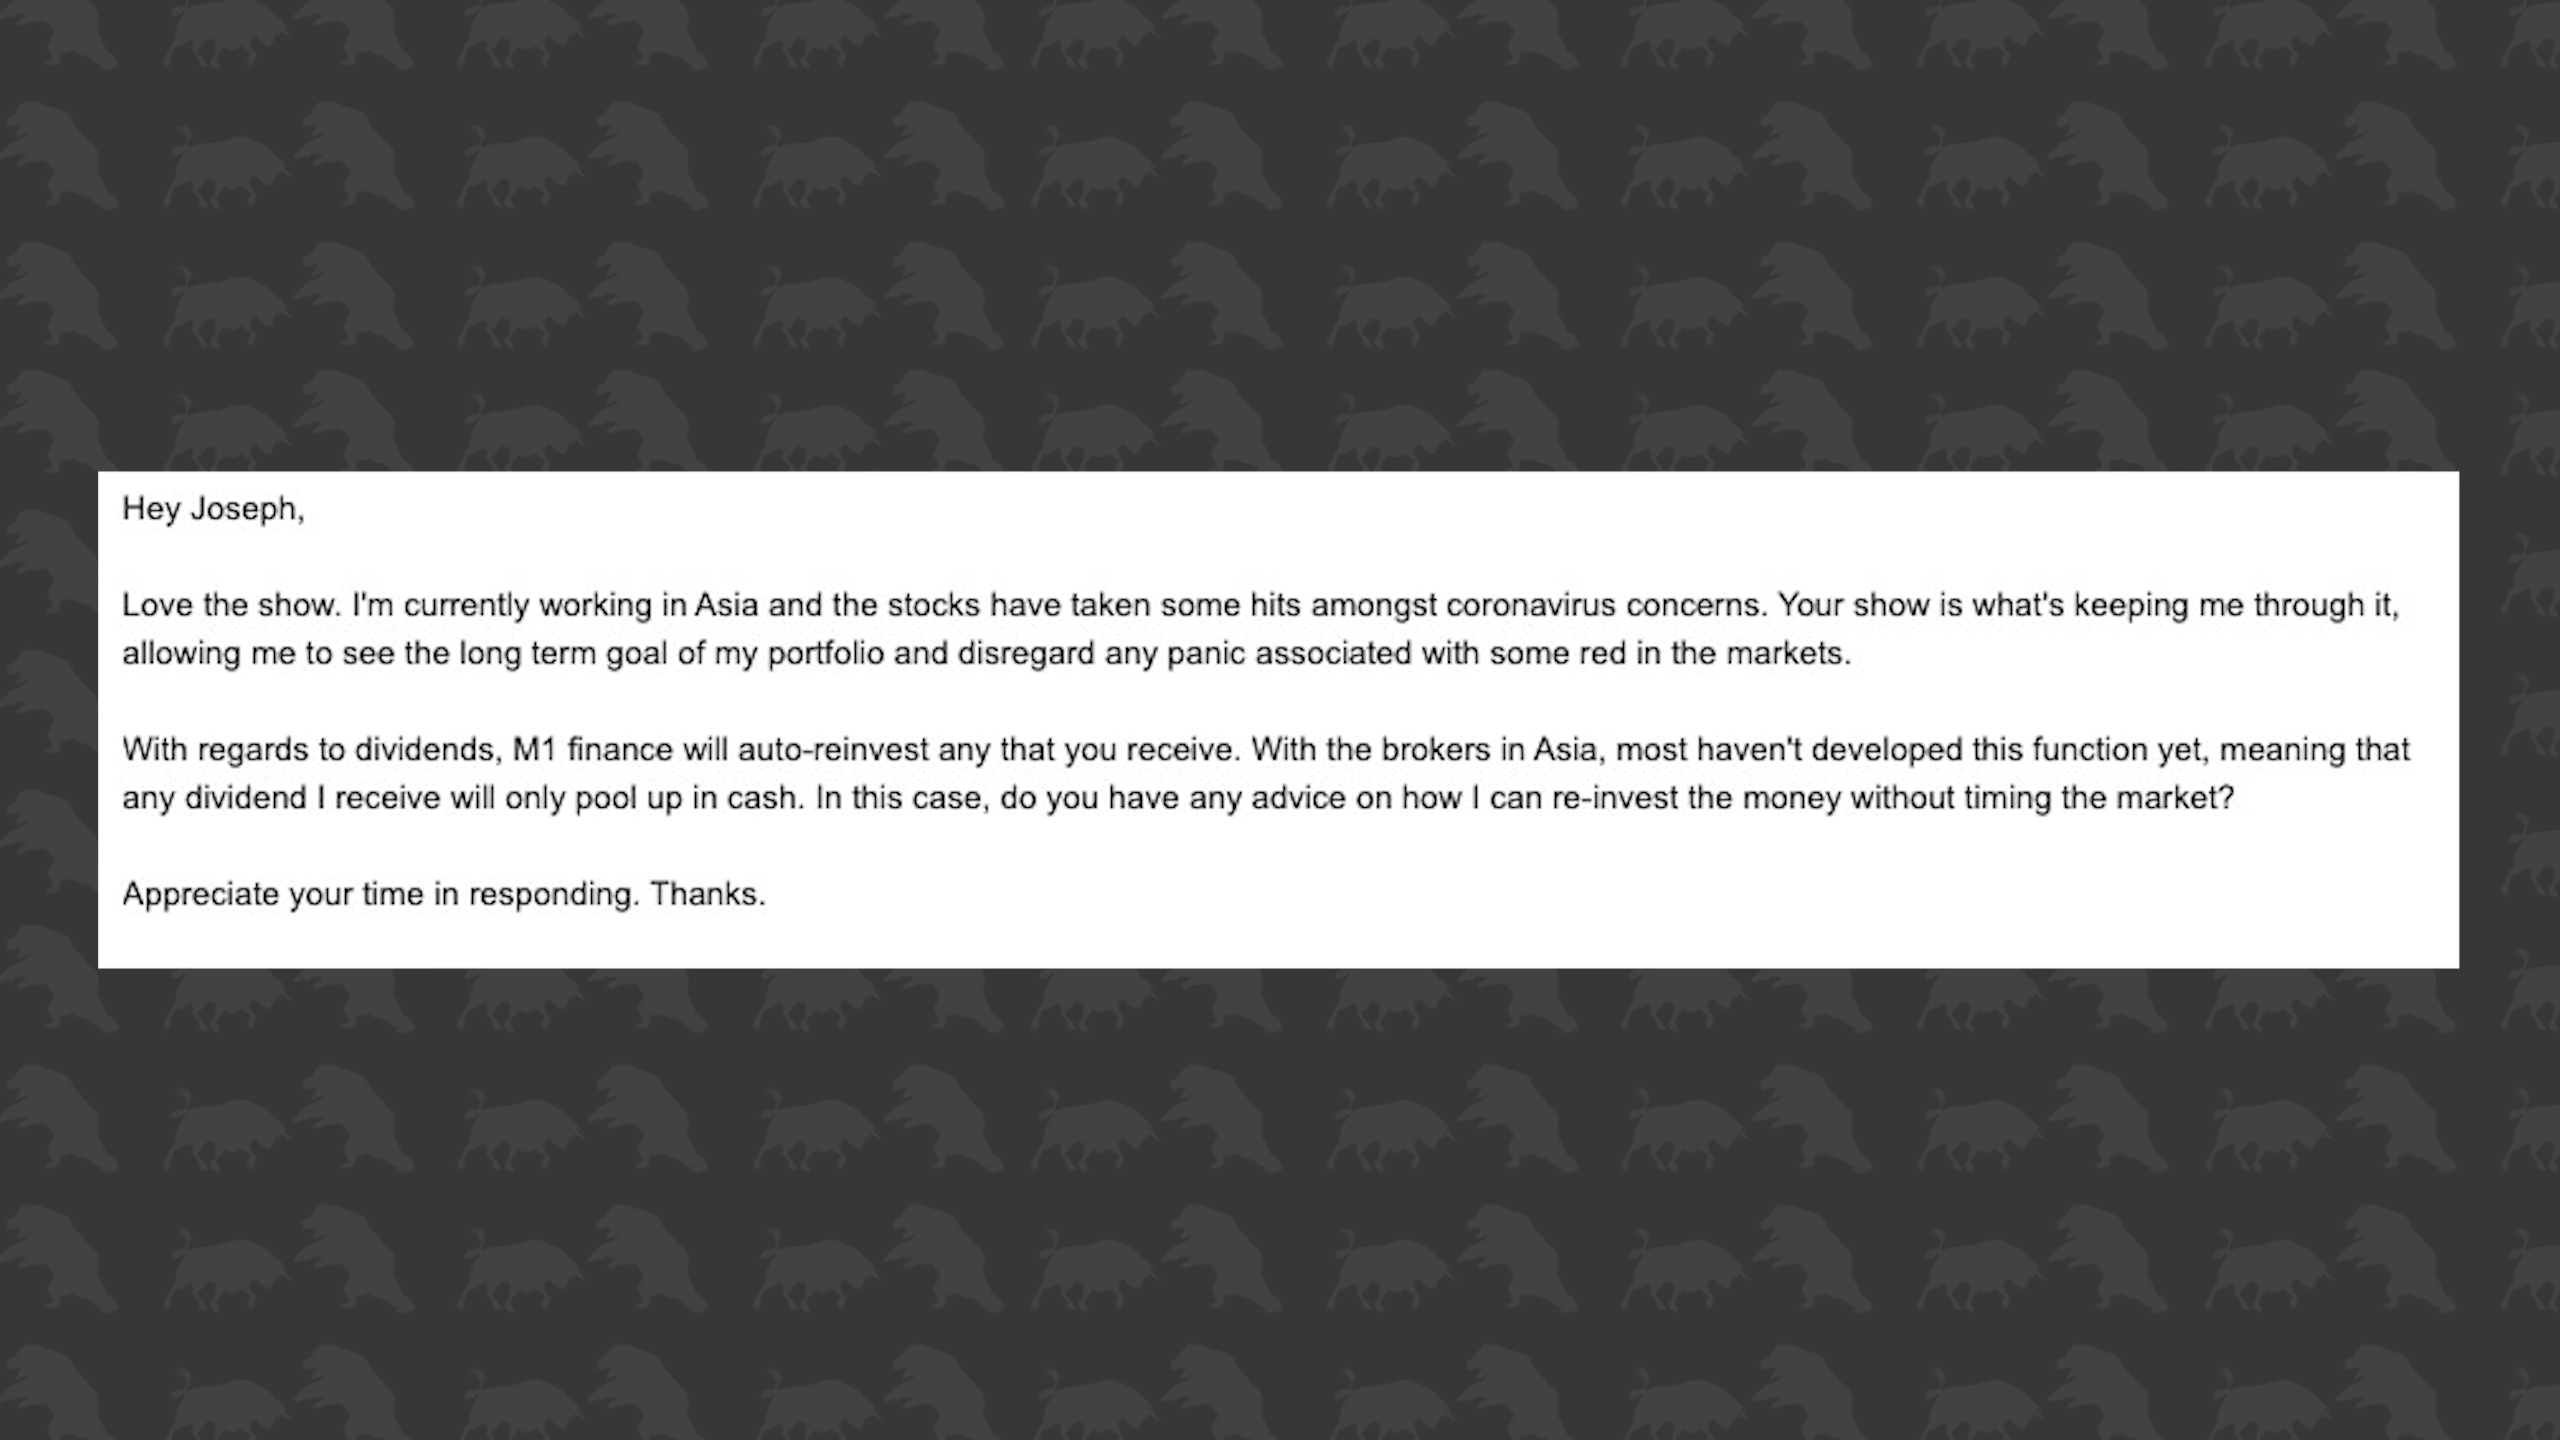 Hey Joseph,
Love the show. I'm currently working in Asia and the stocks have taken some hits amongst coronavirus concerns. Your show is what's keeping me through it,
allowing me to see the long term goal of my portfolio and disregard any panic associated with some red in the markets.
With regards to dividends, M1 finance will auto-reinvest any that you receive. With the brokers in Asia, most haven't developed this function yet, meaning that
any dividend I receive will only pool up in cash. In this case, do you have any advice on how I can re-invest the money without timing the market?
Appreciate your time in responding. Thanks.